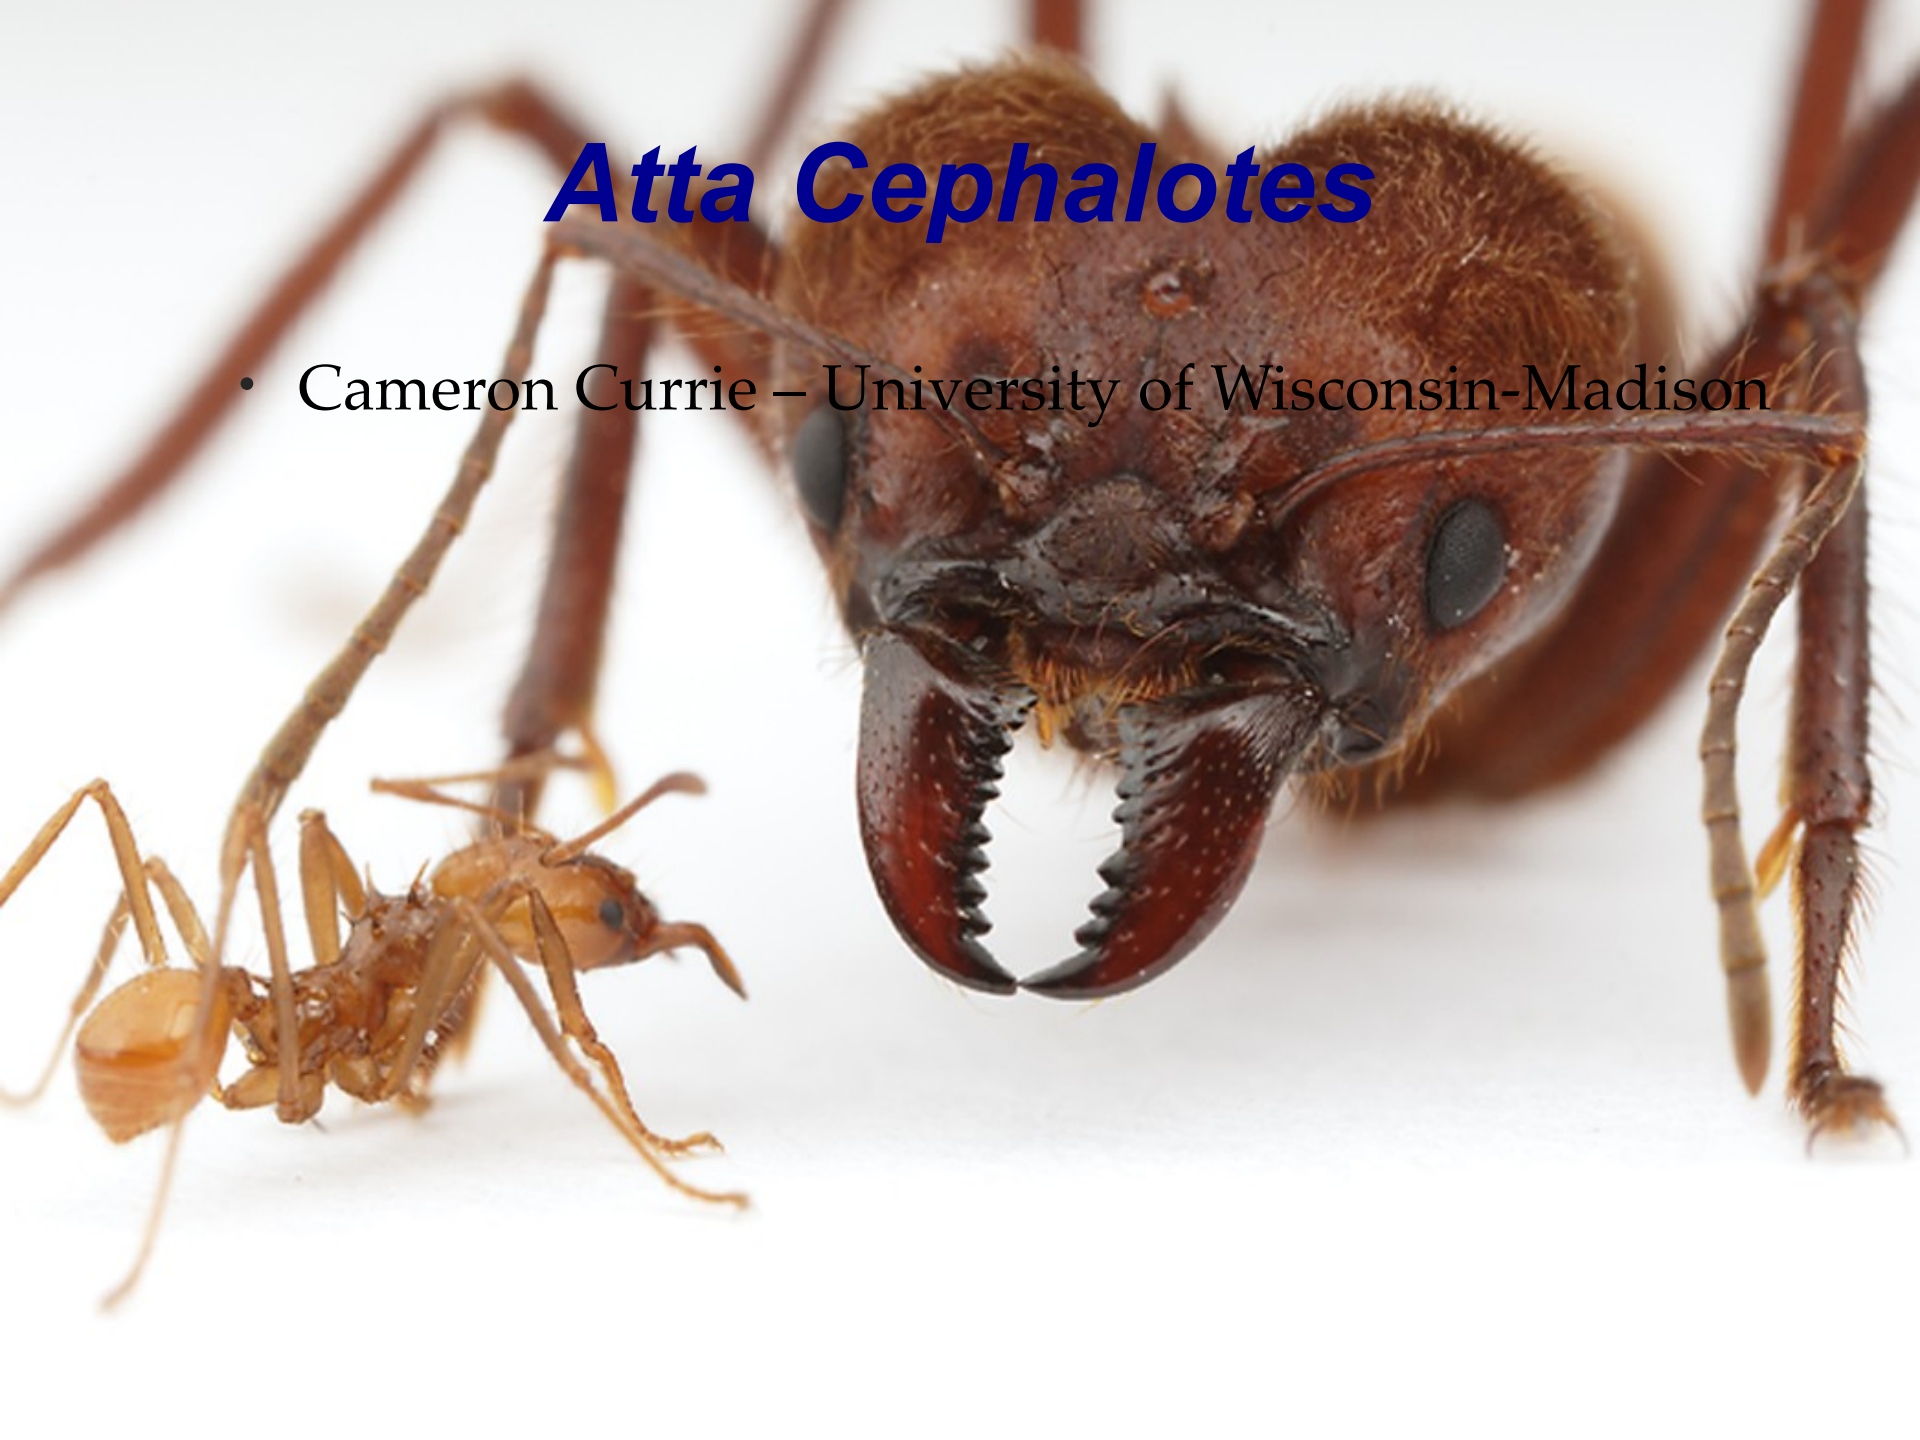 Atta Cephalotes
• Cameron Currie – University of Wisconsin-Madison